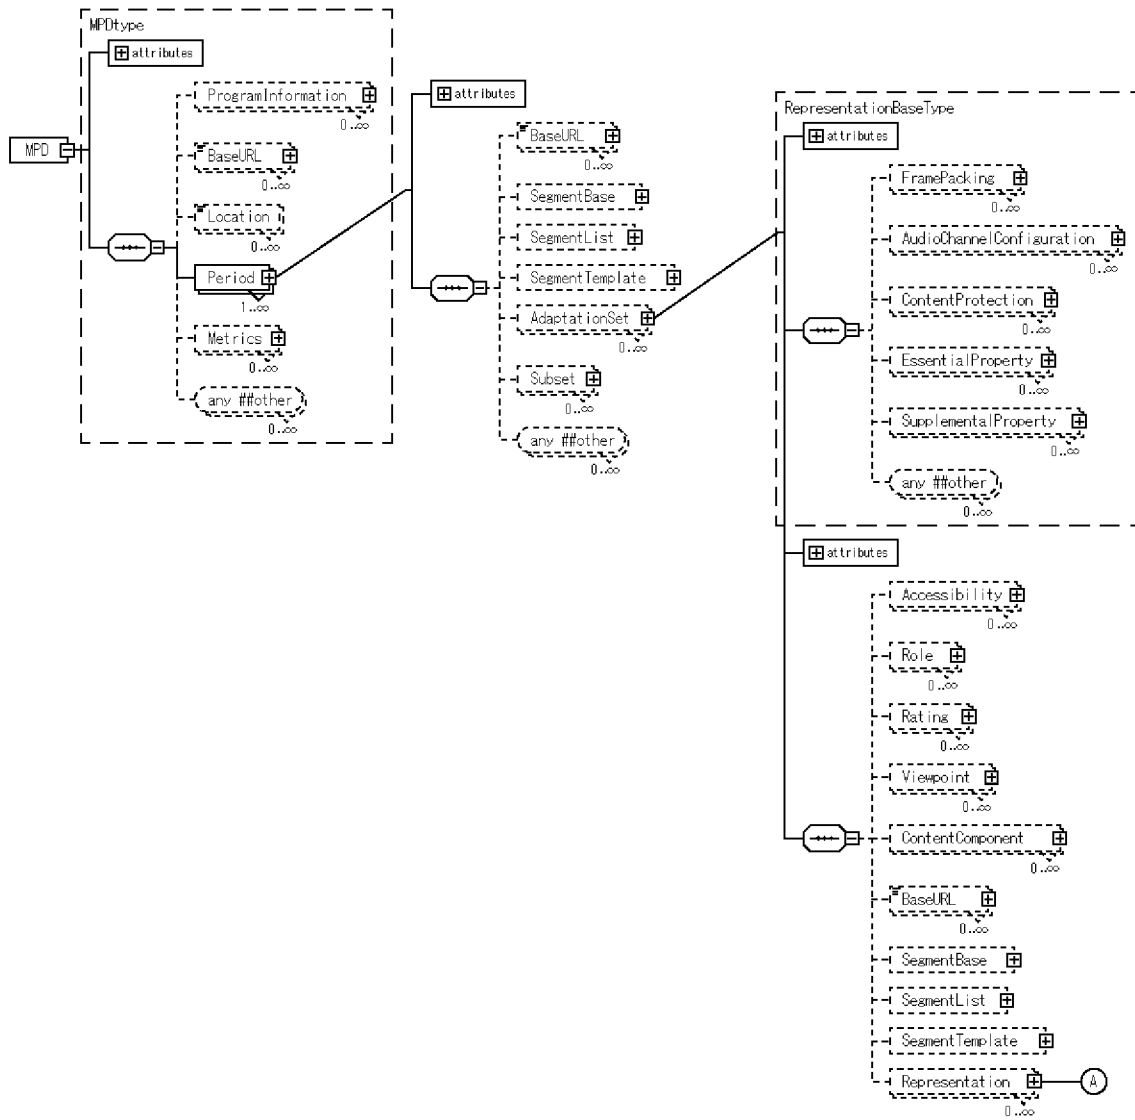 MPDtype
attributes
ProgramInformation
0..∞
MPD
BaseURL
0..∞
Location
0..∞
Period
1..∞
Metrics
0..∞
any ##other
0..∞
attributes
BaseURL
0..∞
SegmentBase
SegmentList
SegmentTemplate
AdaptationSet
0..∞
Subset
0..∞
any ##other
0..∞
RepresentationBaseType
attributes
FramePacking
0..∞
AudioChannelConfiguration
0..∞
ContentProtection
0..∞
EssentialProperty
0..∞
SupplementalProperty
0..∞
any ##other
0..∞
attributes
Accessibility
0..∞
Role
0..∞
Rating
0..∞
Viewpoint
0..∞
ContentComponent
0..∞
BaseURL
0..∞
SegmentBase
SegmentList
SegmentTemplate
Representation
A
0..∞